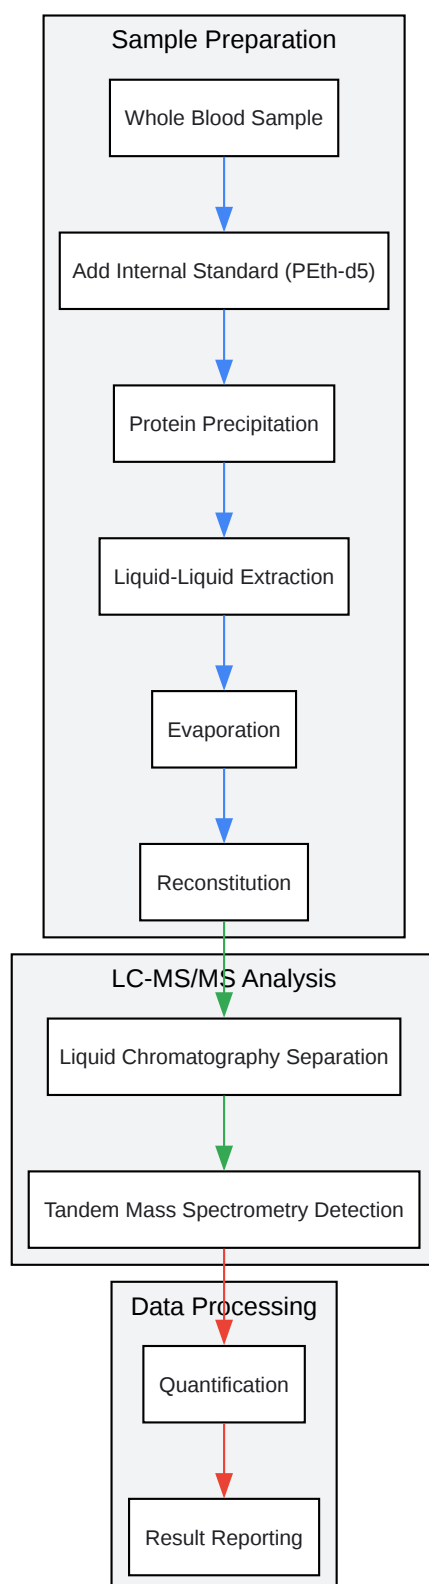 Sample Preparation
Whole Blood Sample
Add Internal Standard (PEth-d5)
Protein Precipitation
Liquid-Liquid Extraction
Evaporation
Reconstitution
LC-MS/MS Analysis
Liquid Chromatography Separation
Tandem Mass Spectrometry Detection
Data Processing
Quantification
Result Reporting